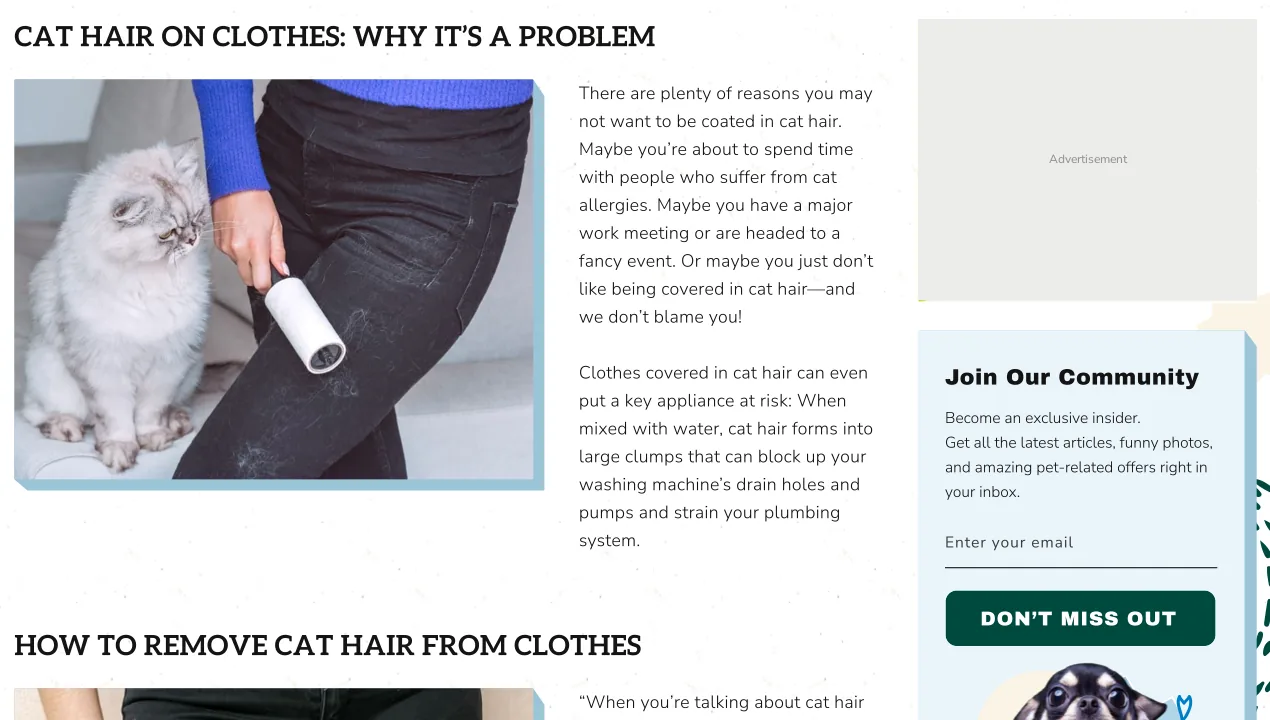 CAT HAIR ON CLOTHES: WHY IT’S A PROBLEM
There are plenty of reasons you may
not want to be coated in cat hair.
Maybe you’re about to spend time
with people who suffer from cat
allergies. Maybe you have a major
work meeting or are headed to a
fancy event. Or maybe you just don’t
like being covered in cat hair—and
we don’t blame you!
Clothes covered in cat hair can even
put a key appliance at risk: When
mixed with water, cat hair forms into
large clumps that can block up your
washing machine’s drain holes and
pumps and strain your plumbing
system.
HOW TO REMOVE CAT HAIR FROM CLOTHES
“When you’re talking about cat hair
Advertisement
Join Our Community
Become an exclusive insider.
Get all the latest articles, funny photos,
and amazing pet-related offers right in
your inbox.
Enter your email
DON’T MISS OUT